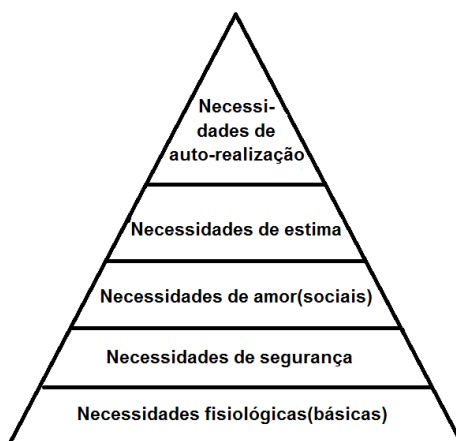 Necessi-
dades de
auto-realização
Necessidades de estima
Necessidades de amor(sociais)
Necessidades de segurança
Necessidades fisiológicas(básicas)